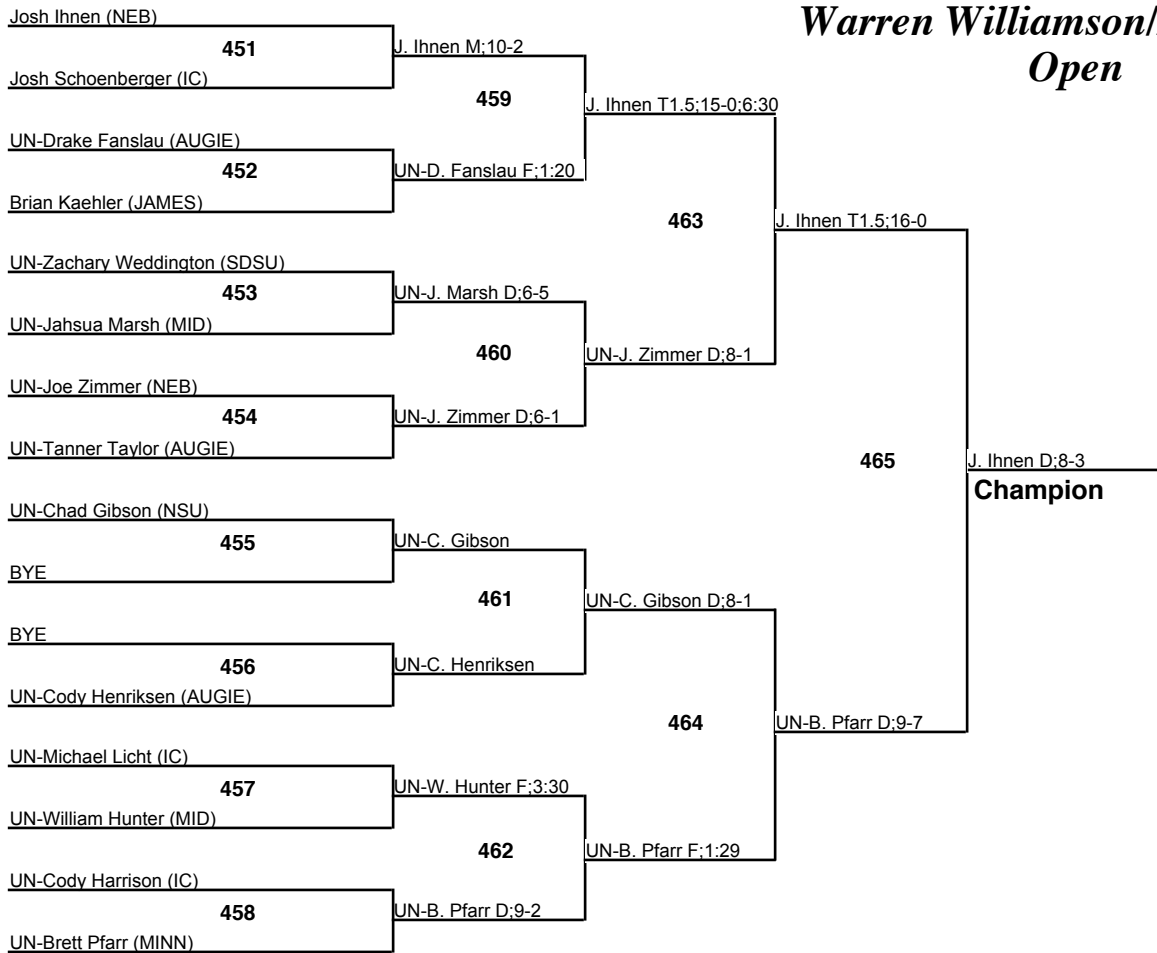 Warren Williamson/
Open
Josh Ihnen (NEB)
451
Josh Schoenberger (IC)
J. Ihnen M;10-2
459
UN-Drake Fanslau (AUGIE)
452
Brian Kaehler (JAMES)
UN-D. Fanslau F;1:20
J. Ihnen T1.5;15-0;6:30
463
UN-Zachary Weddington (SDSU)
453
UN-Jahsua Marsh (MID)
UN-J. Marsh D;6-5
460
UN-Joe Zimmer (NEB)
454
UN-Tanner Taylor (AUGIE)
UN-J. Zimmer D;6-1
UN-J. Zimmer D;8-1
J. Ihnen T1.5;16-0
465
J. Ihnen D;8-3
Champion
UN-Chad Gibson (NSU)
455
BYE
UN-C. Gibson
461
BYE
456
UN-Cody Henriksen (AUGIE)
UN-C. Henriksen
UN-C. Gibson D;8-1
464
UN-Michael Licht (IC)
457
UN-William Hunter (MID)
UN-W. Hunter F;3:30
462
UN-Cody Harrison (IC)
458
UN-Brett Pfarr (MINN)
UN-B. Pfarr D;9-2
UN-B. Pfarr F;1:29
UN-B. Pfarr D;9-7